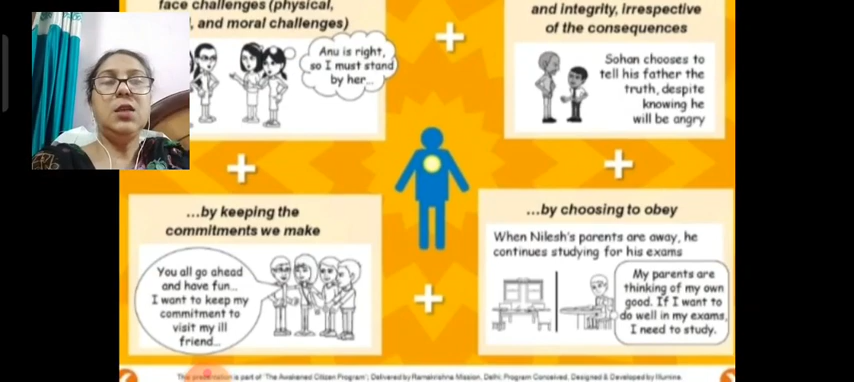 face challenges (physical,
, and moral challenges)
Anu is right,
so I must stand
by her...
and integrity, irrespective
of the consequences
Sohan chooses to
tell his father the
truth, despite
knowing he
will be angry
...by keeping the
commitments we make
You all go ahead
and have fun...
I want to keep my
commitment to
visit my ill
friend...
...by choosing to obey
When Nilesh's parents are away, he
continues studying for his exams
My parents are
thinking of my own
good. If I want to
do well in my exams,
I need to study.
This presentation is part of 'The Awakened Citizen Program'; Delivered by Ramakrishna Mission, Delhi; Program Conceived, Designed & Developed by Illumine.